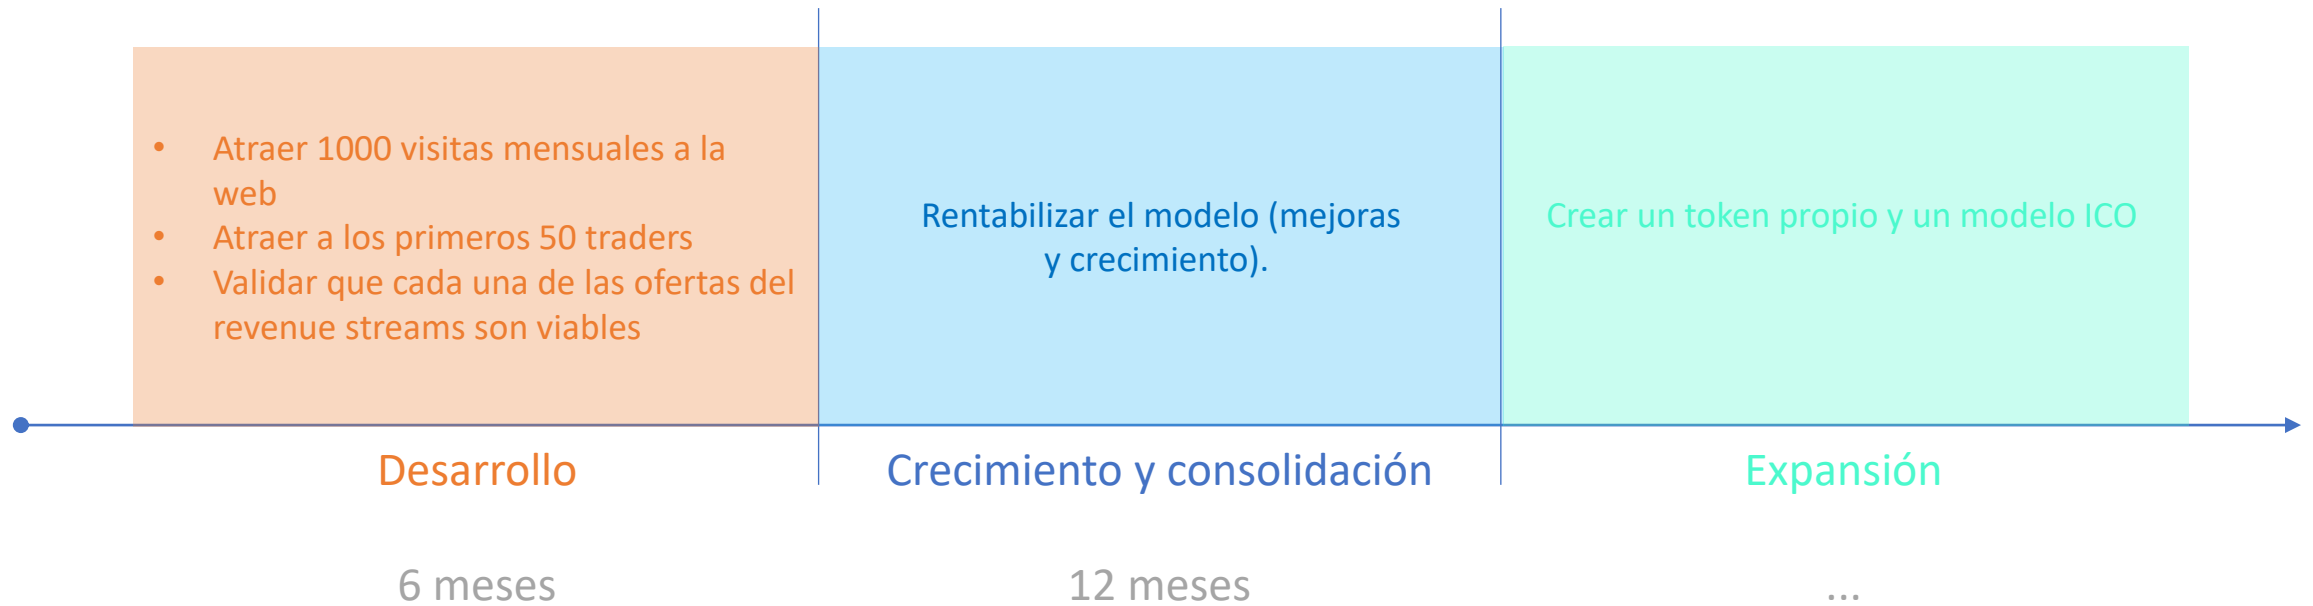 • Atraer 1000 visitas mensuales a la
web
• Atraer a los primeros 50 traders
• Validar que cada una de las ofertas del
revenue streams son viables
Rentabilizar el modelo (mejoras
y crecimiento).
Crear un token propio y un modelo ICO
Desarrollo
Crecimiento y consolidación
Expansión
6 meses
12 meses
...